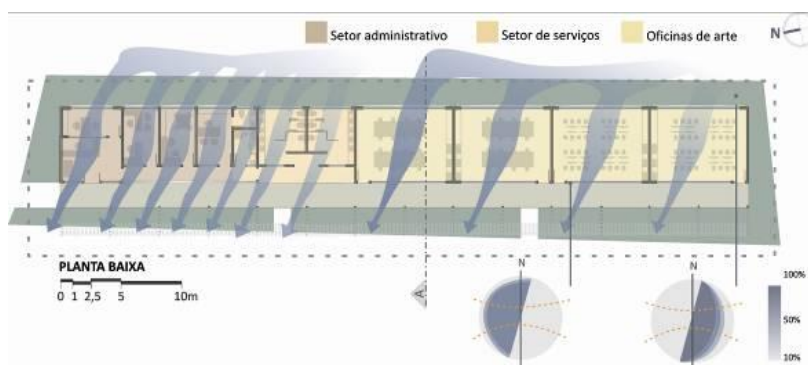 Setor administrativo
Setor de serviços
Oficinas de arte
N
PLANTA BAIXA
0 1 2,5 5 10m
A
N
N
100%
50%
10%